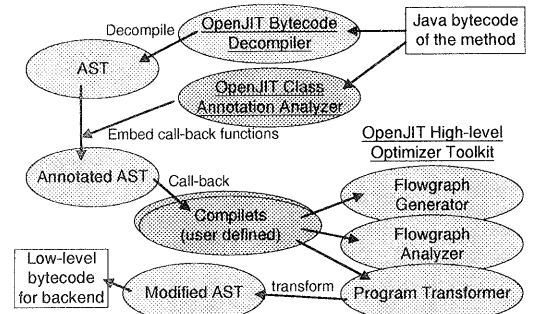 OpenJIT Bytecode
Decompiler
Java bytecode
of the method
Decompile
AST
OpenJIT Class
Annotation Analyzer
Embed call-back functions
OpenJIT High-level
Optimizer Toolkit
Annotated AST
Call-back
Flowgraph
Generator
Compilets
(user defined)
Flowgraph
Analyzer
Low-level
bytecode
for backend
Modified AST
transform
Program Transformer